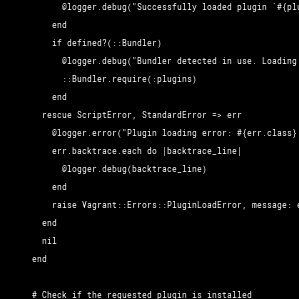 @logger.debug("Successfully loaded plugin `#{plu
end
if defined?(::Bundler)
@logger.debug("Bundler detected in use. Loading
::Bundler.require(:plugins)
end
rescue ScriptError, StandardError => err
@logger.error("Plugin loading error: #{err.class}
err.backtrace.each do |backtrace_line|
@logger.debug(backtrace_line)
end
raise Vagrant::Errors::PluginLoadError, message: e
end
nil
end
# Check if the requested plugin is installed